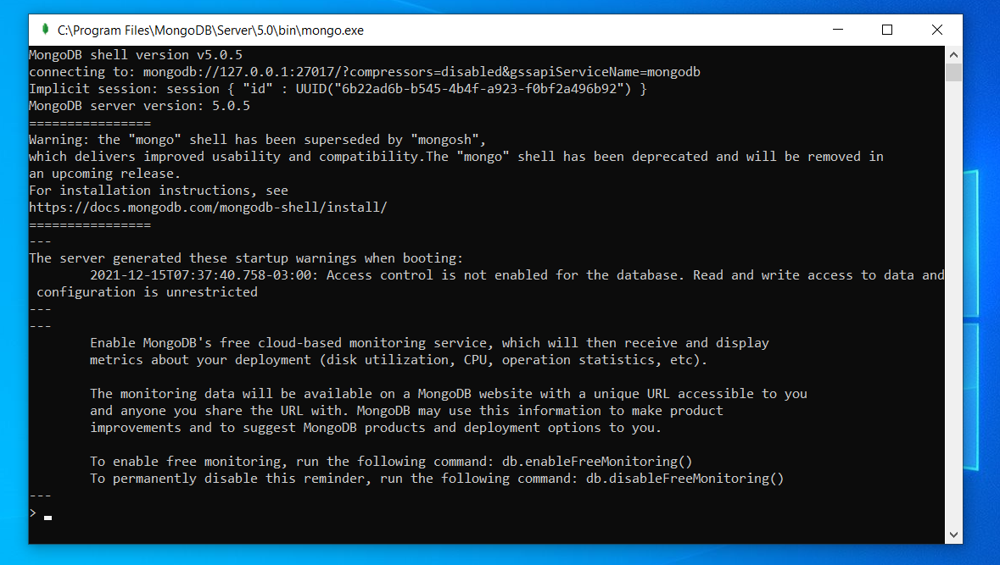 C:\Program Files\MongoDB\Server\5.0\bin\mongo.exe
MongoDB shell version v5.0.5
connecting to: mongodb://127.0.0.1:27017/?compressors=disabled&gssapiServiceName=mongodb
Implicit session: session { "id" : UUID("6b22ad6b-b545-4b4f-a923-f0bf2a496b92") }
MongoDB server version: 5.0.5
================
Warning: the "mongo" shell has been superseded by "mongosh",
which delivers improved usability and compatibility.The "mongo" shell has been deprecated and will be removed in
an upcoming release.
For installation instructions, see
https://docs.mongodb.com/mongodb-shell/install/
================
---
The server generated these startup warnings when booting:
        2021-12-15T07:37:40.758-03:00: Access control is not enabled for the database. Read and write access to data and
 configuration is unrestricted
---
---
        Enable MongoDB's free cloud-based monitoring service, which will then receive and display
        metrics about your deployment (disk utilization, CPU, operation statistics, etc).

        The monitoring data will be available on a MongoDB website with a unique URL accessible to you
        and anyone you share the URL with. MongoDB may use this information to make product
        improvements and to suggest MongoDB products and deployment options to you.

        To enable free monitoring, run the following command: db.enableFreeMonitoring()
        To permanently disable this reminder, run the following command: db.disableFreeMonitoring()
---
>